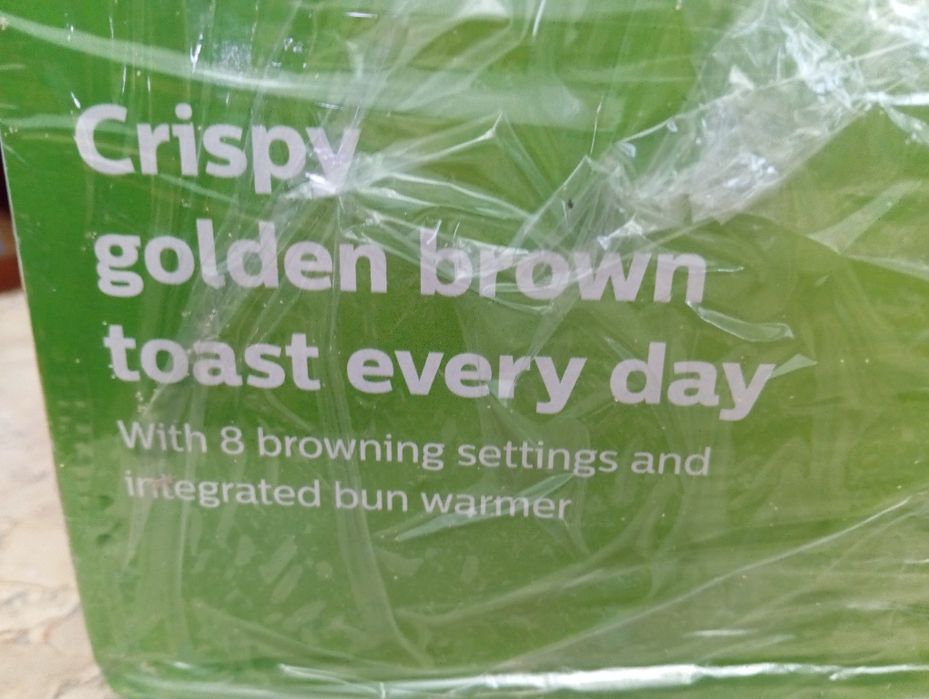 Crispy
golden brown
toast every day
With 8 browning settings and
integrated bun warmer